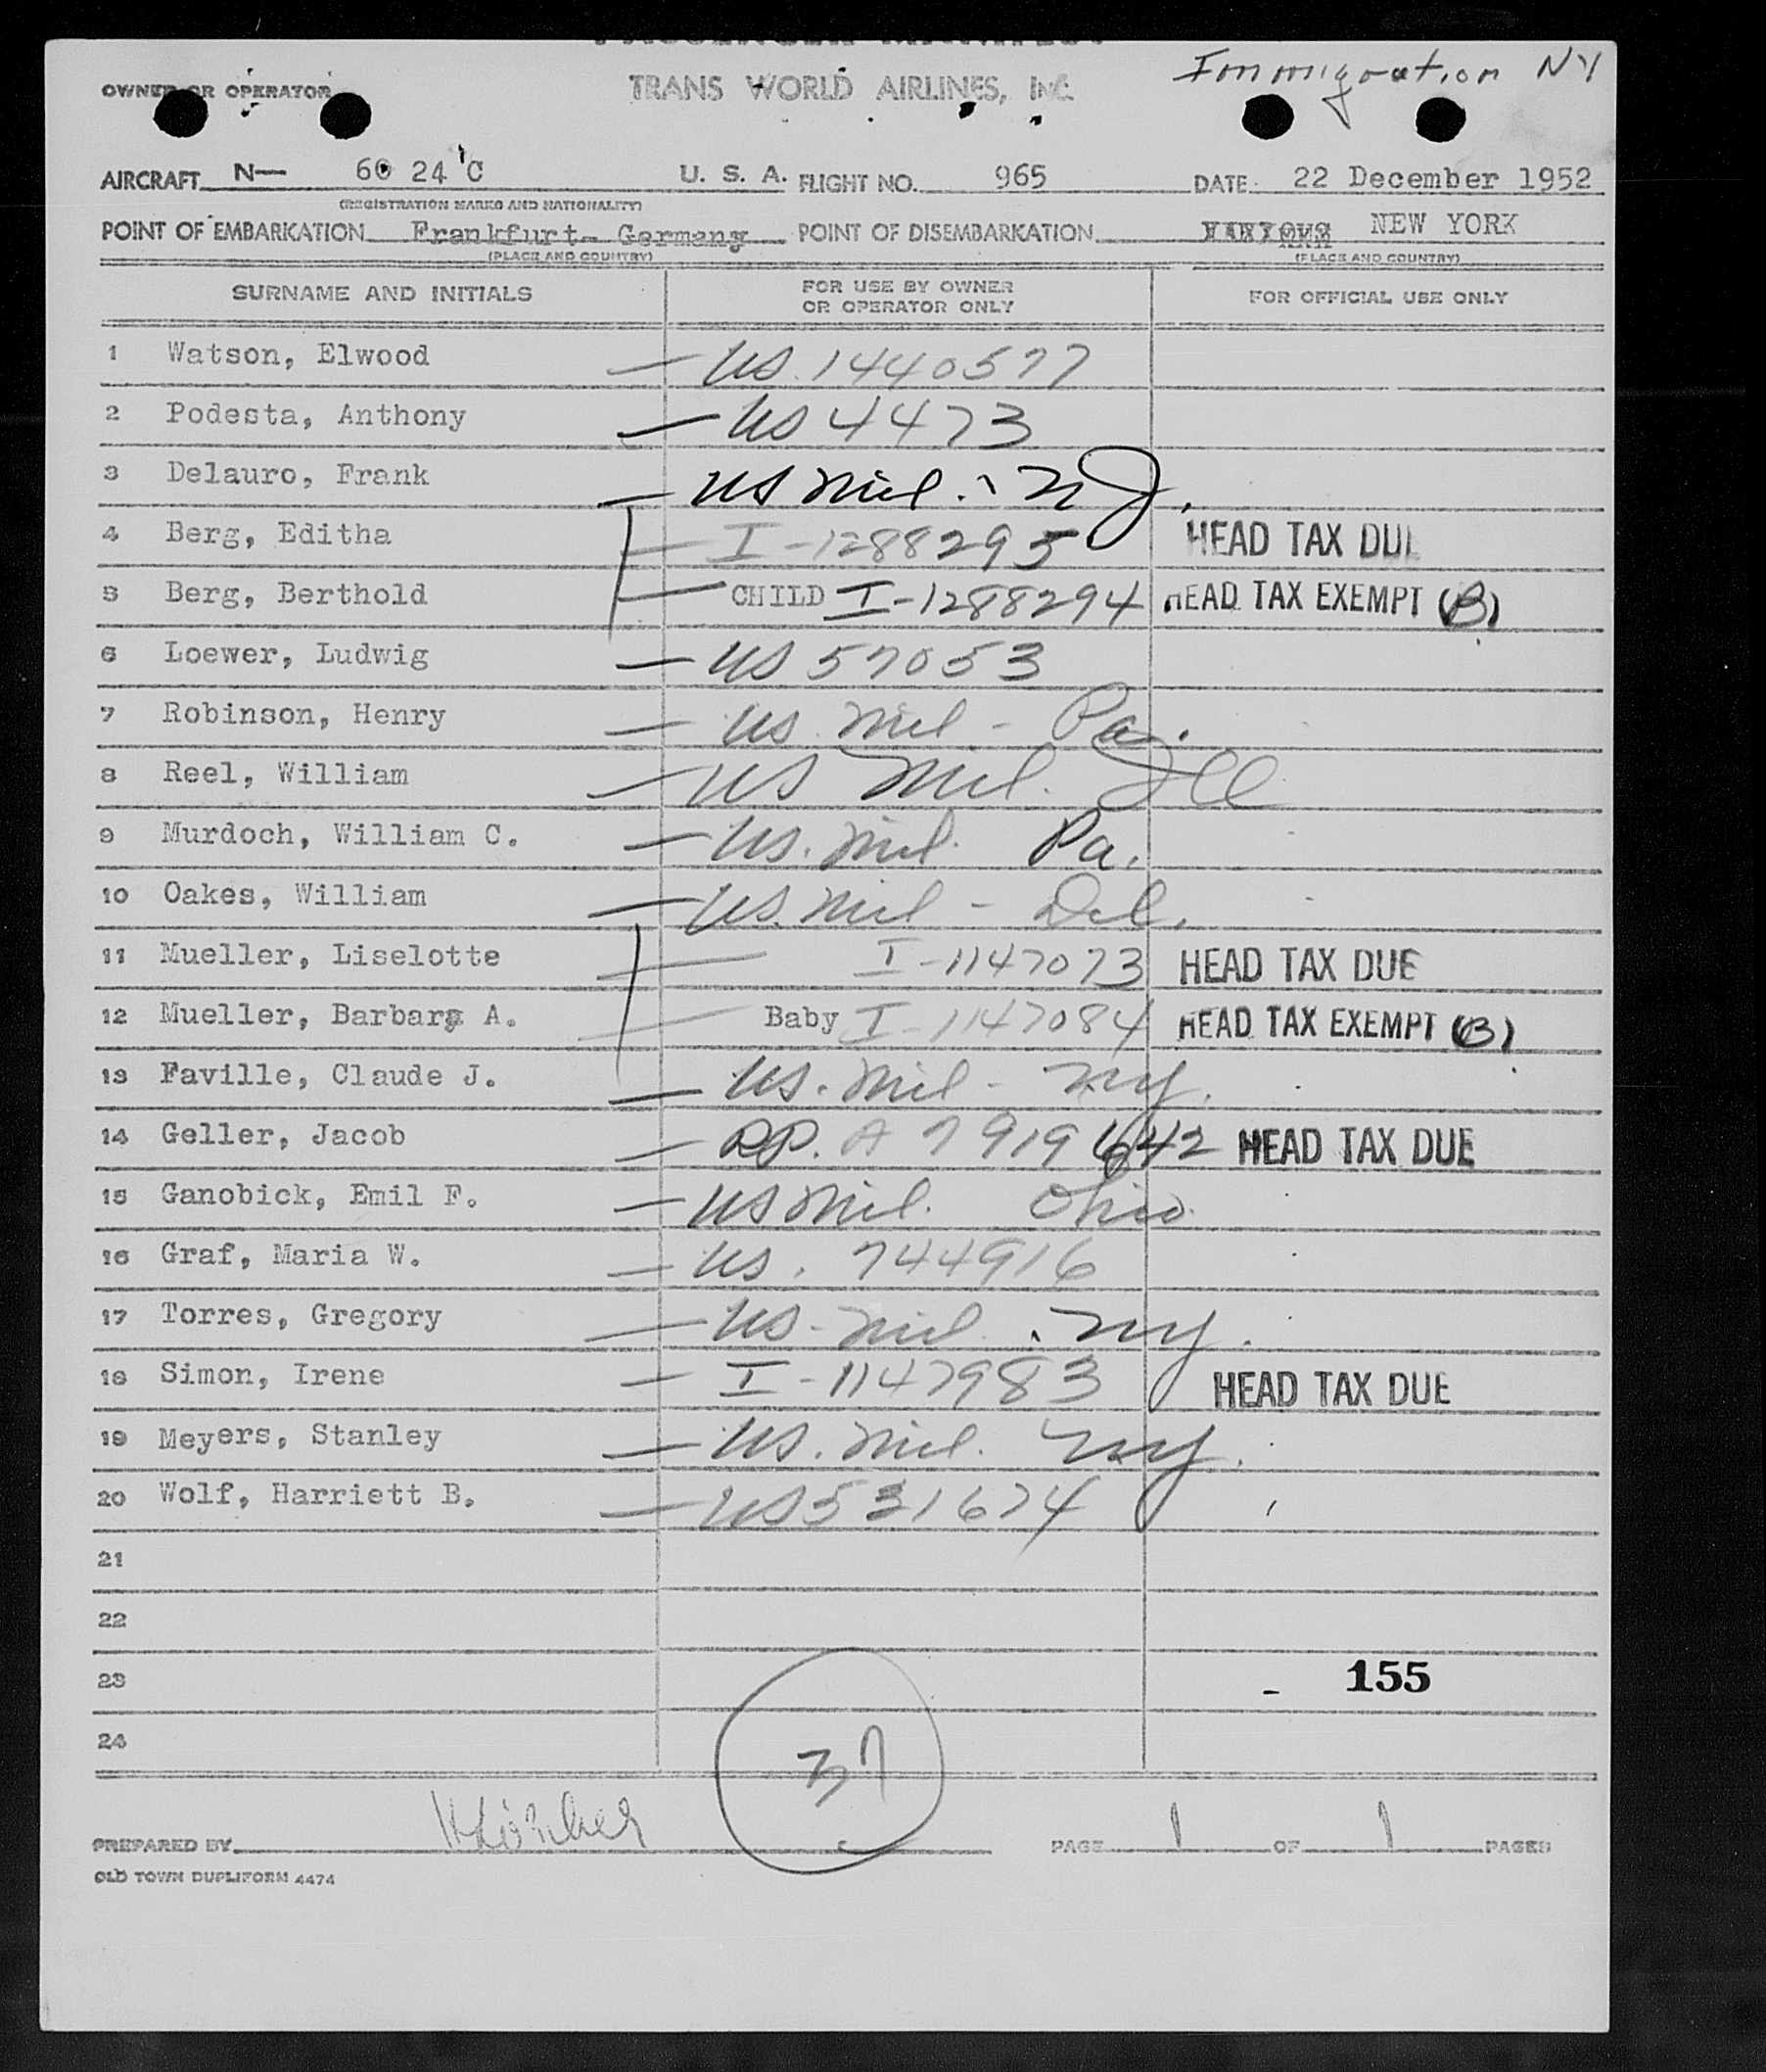 Immigration NY
OWNER OR OPERATOR TRANS WORLD AIRLINES, INC.
AIRCRAFT N— 60 24 C U. S. A. FLIGHT NO. 965 DATE 22 December 1952
(REGISTRATION MARKS AND NATIONALITY)
POINT OF EMBARKATION Frankfurt- Germany POINT OF DISEMBARKATION NEW YORK
(PLACE AND COUNTRY) (PLACE AND COUNTRY)
SURNAME AND INITIALS FOR USE BY OWNER OR OPERATOR ONLY FOR OFFICIAL USE ONLY
1 Watson, Elwood — US. 1440577
2 Podesta, Anthony — US 4473
3 Delauro, Frank — US Mil. NJ.
4 Berg, Editha — I-1288295 HEAD TAX DUE
5 Berg, Berthold — CHILD I-1288294 HEAD TAX EXEMPT (B)
6 Loewer, Ludwig — US 57053
7 Robinson, Henry — US Mil - Pa.
8 Reel, William — US Mil. Ill
9 Murdoch, William C. — US. Mil. Pa.
10 Oakes, William — US. Mil - Del.
11 Mueller, Liselotte — I-1147073 HEAD TAX DUE
12 Mueller, Barbara A. — Baby I-1147084 HEAD TAX EXEMPT (B)
13 Faville, Claude J. — US. Mil - NY.
14 Geller, Jacob — RP. A 7919642 HEAD TAX DUE
15 Ganobick, Emil F. — US Mil. Ohio
16 Graf, Maria W. — US. 744916
17 Torres, Gregory — US. Mil. NY.
18 Simon, Irene — I-1147983 HEAD TAX DUE
19 Meyers, Stanley — US. Mil. NY.
20 Wolf, Harriett B. — US 531674
21
22
23 155
24
37
PREPARED BY PAGE 1 OF 1 PAGES
OLD TOWN DUPLIFORM 4474